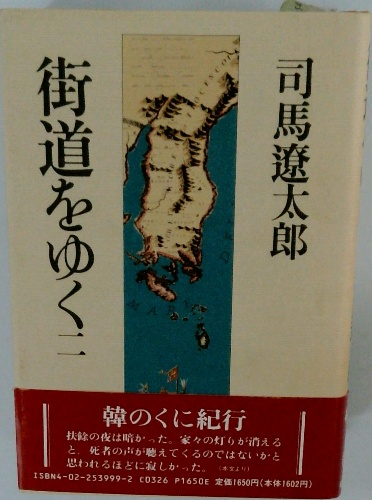 司馬遼太郎
街道をゆく 二
韓のくに紀行
扶餘の夜は暗かった。家々の灯りが消える
と、死者の声が聴えてくるのではないかと
思われるほどに寂しかった。(本文より)
ISBN4-02-253999-2 C0326 P1650E 定価1650円(本体1602円)